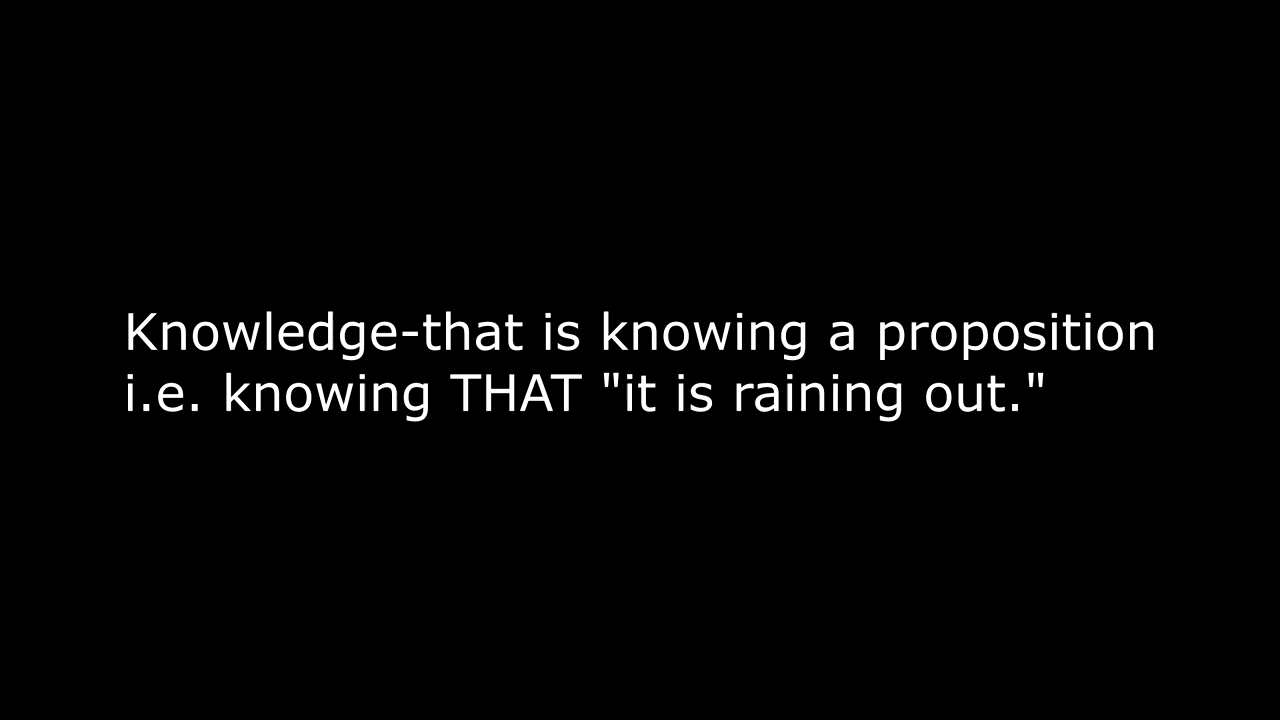 Knowledge-that is knowing a proposition
i.e. knowing THAT "it is raining out."